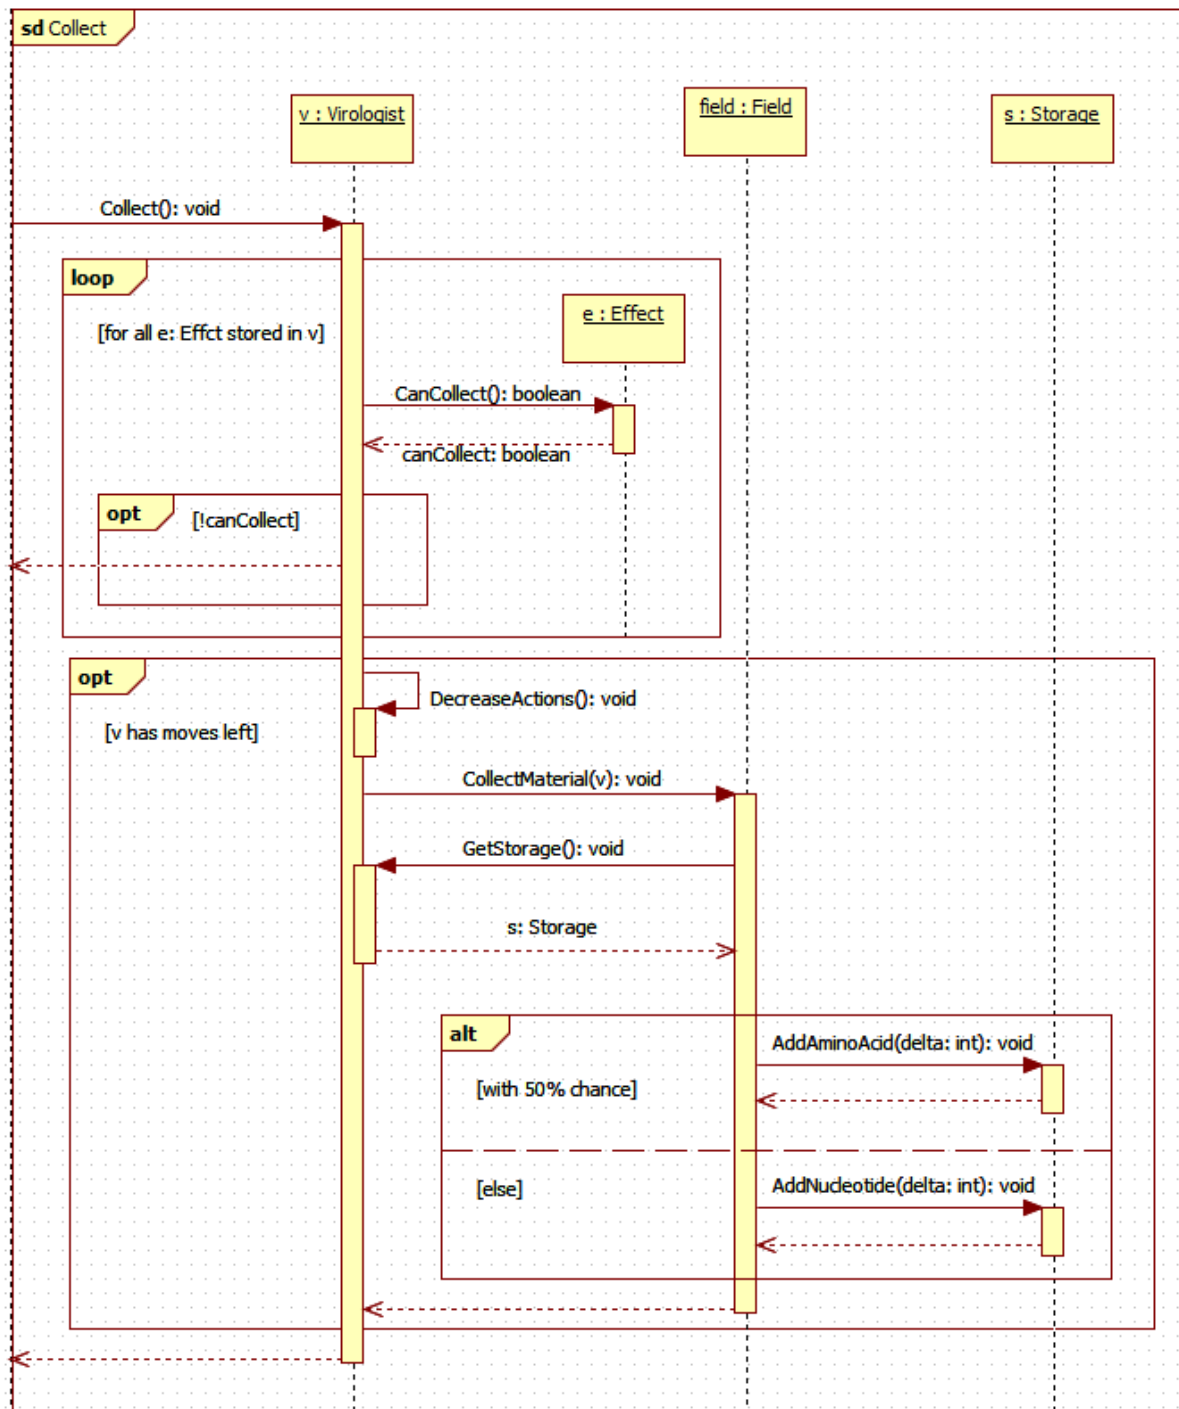 sd Collect
v : Virologist
field : Field
s : Storage
Collect(): void
loop
[for all e: Effct stored in v]
e : Effect
CanCollect(): boolean
canCollect: boolean
opt
[!canCollect]
opt
[v has moves left]
DecreaseActions(): void
CollectMaterial(v): void
GetStorage(): void
s: Storage
alt
[with 50% chance]
AddAminoAcid(delta: int): void
[else]
AddNucleotide(delta: int): void